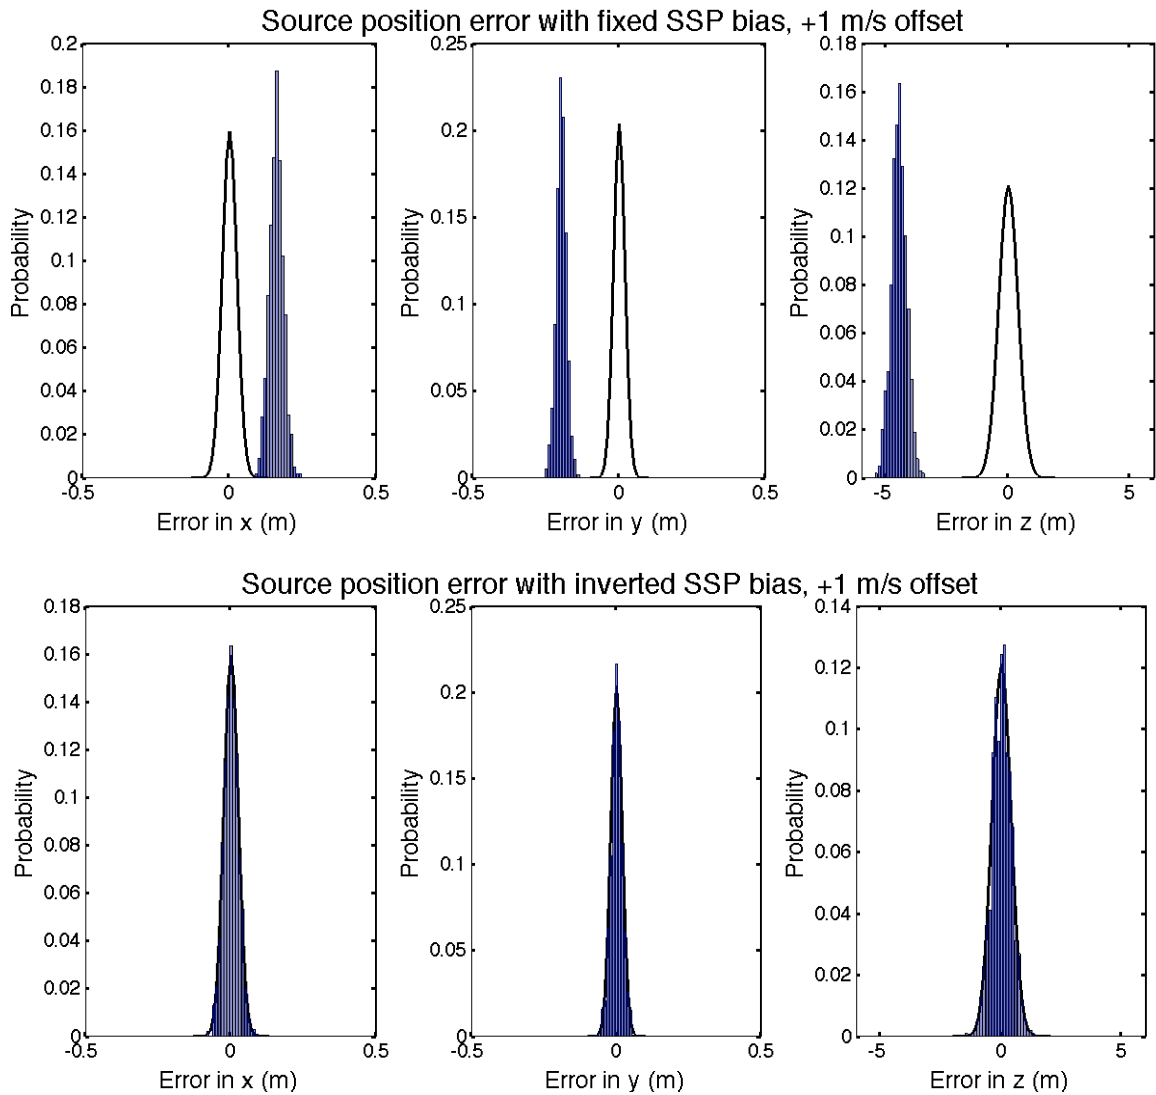 Source position error with fixed SSP bias, +1 m/s offset
0.2
0.18
0.16
0.14
0.12
0.1
0.08
0.06
0.04
0.02
0
-0.5 0 0.5
Probability
Error in x (m)
0.25
0.2
0.15
0.1
0.05
0
-0.5 0 0.5
Probability
Error in y (m)
0.18
0.16
0.14
0.12
0.1
0.08
0.06
0.04
0.02
0
-5 0 5
Probability
Error in z (m)
Source position error with inverted SSP bias, +1 m/s offset
0.18
0.16
0.14
0.12
0.1
0.08
0.06
0.04
0.02
0
-0.5 0 0.5
Probability
Error in x (m)
0.25
0.2
0.15
0.1
0.05
0
-0.5 0 0.5
Probability
Error in y (m)
0.14
0.12
0.1
0.08
0.06
0.04
0.02
0
-5 0 5
Probability
Error in z (m)